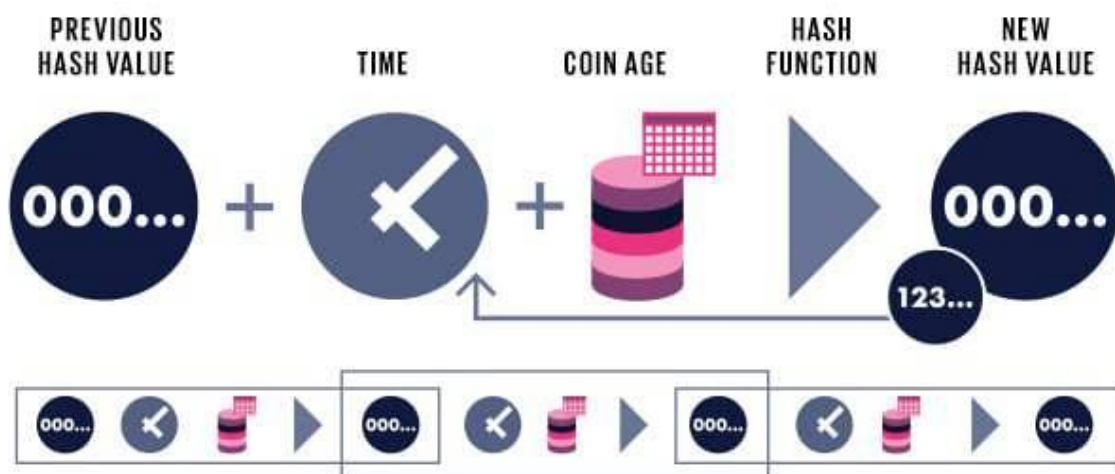 PREVIOUS
HASH VALUE
TIME
COIN AGE
HASH
FUNCTION
NEW
HASH VALUE
000...
000...
123...
000...
000...
000...
000...